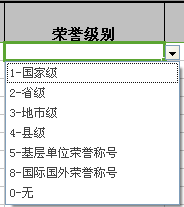 荣誉级别
1-国家级
2-省级
3-地市级
4-县级
5-基层单位荣誉称号
8-国际国外荣誉称号
0-无